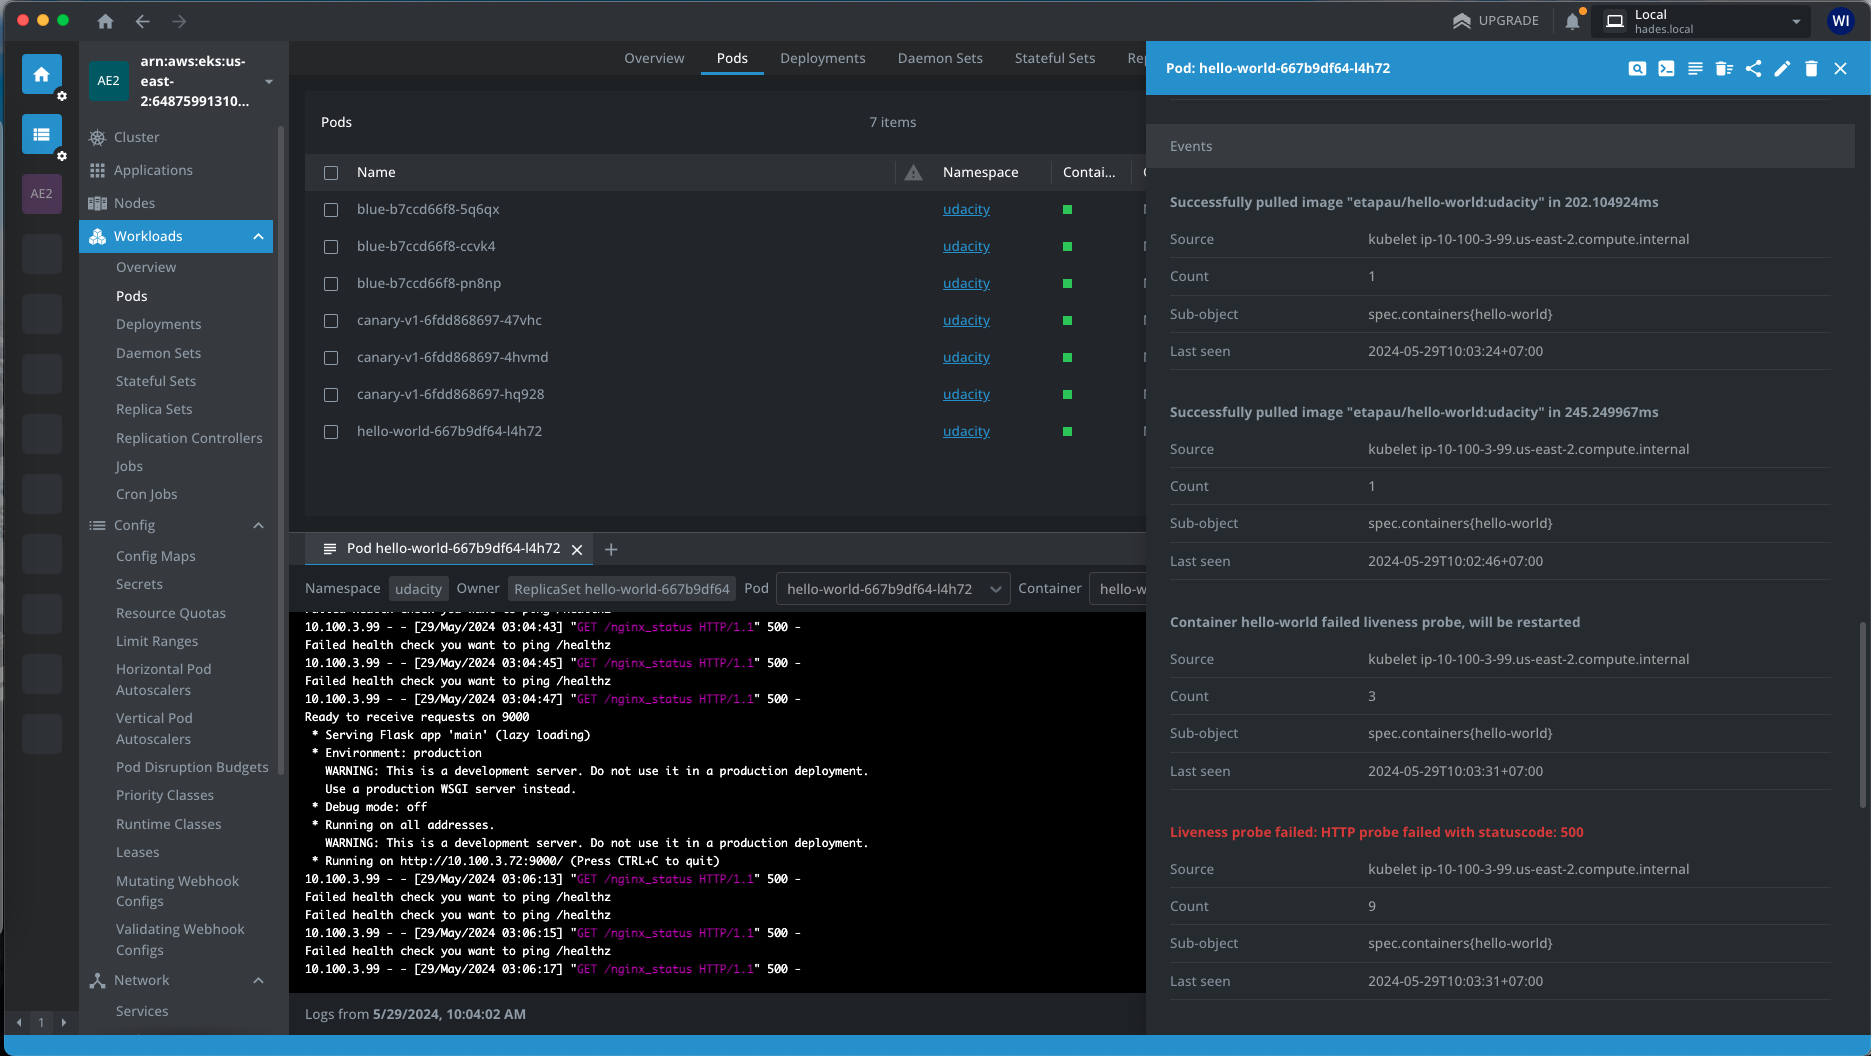 UPGRADE
Local
hades.local
WI
AE2
arn:aws:eks:us-
east-
2:64875991310...
AE2
Cluster
Applications
Nodes
Workloads
Overview
Pods
Deployments
Daemon Sets
Stateful Sets
Replica Sets
Replication Controllers
Jobs
Cron Jobs
Config
Config Maps
Secrets
Resource Quotas
Limit Ranges
Horizontal Pod
Autoscalers
Vertical Pod
Autoscalers
Pod Disruption Budgets
Priority Classes
Runtime Classes
Leases
Mutating Webhook
Configs
Validating Webhook
Configs
Network
Services
1
Overview Pods Deployments Daemon Sets Stateful Sets
Pods 7 items
Name Namespace Contai...
blue-b7ccd66f8-5q6qx udacity
blue-b7ccd66f8-ccvk4 udacity
blue-b7ccd66f8-pn8np udacity
canary-v1-6fdd868697-47vhc udacity
canary-v1-6fdd868697-4hvmd udacity
canary-v1-6fdd868697-hq928 udacity
hello-world-667b9df64-l4h72 udacity
Pod hello-world-667b9df64-l4h72
Namespace udacity Owner ReplicaSet hello-world-667b9df64 Pod hello-world-667b9df64-l4h72 Container hello-w
Failed health check you want to ping /healthz
10.100.3.99 - - [29/May/2024 03:04:43] "GET /nginx_status HTTP/1.1" 500 -
Failed health check you want to ping /healthz
10.100.3.99 - - [29/May/2024 03:04:45] "GET /nginx_status HTTP/1.1" 500 -
Failed health check you want to ping /healthz
10.100.3.99 - - [29/May/2024 03:04:47] "GET /nginx_status HTTP/1.1" 500 -
Ready to receive requests on 9000
* Serving Flask app 'main' (lazy loading)
* Environment: production
WARNING: This is a development server. Do not use it in a production deployment.
Use a production WSGI server instead.
* Debug mode: off
* Running on all addresses.
WARNING: This is a development server. Do not use it in a production deployment.
* Running on http://10.100.3.72:9000/ (Press CTRL+C to quit)
10.100.3.99 - - [29/May/2024 03:06:13] "GET /nginx_status HTTP/1.1" 500 -
Failed health check you want to ping /healthz
Failed health check you want to ping /healthz
10.100.3.99 - - [29/May/2024 03:06:15] "GET /nginx_status HTTP/1.1" 500 -
Failed health check you want to ping /healthz
10.100.3.99 - - [29/May/2024 03:06:17] "GET /nginx_status HTTP/1.1" 500 -
Logs from 5/29/2024, 10:04:02 AM
Pod: hello-world-667b9df64-l4h72
Events
Successfully pulled image "etapau/hello-world:udacity" in 202.104924ms
Source kubelet ip-10-100-3-99.us-east-2.compute.internal
Count 1
Sub-object spec.containers{hello-world}
Last seen 2024-05-29T10:03:24+07:00
Successfully pulled image "etapau/hello-world:udacity" in 245.249967ms
Source kubelet ip-10-100-3-99.us-east-2.compute.internal
Count 1
Sub-object spec.containers{hello-world}
Last seen 2024-05-29T10:02:46+07:00
Container hello-world failed liveness probe, will be restarted
Source kubelet ip-10-100-3-99.us-east-2.compute.internal
Count 3
Sub-object spec.containers{hello-world}
Last seen 2024-05-29T10:03:31+07:00
Liveness probe failed: HTTP probe failed with statuscode: 500
Source kubelet ip-10-100-3-99.us-east-2.compute.internal
Count 9
Sub-object spec.containers{hello-world}
Last seen 2024-05-29T10:03:31+07:00